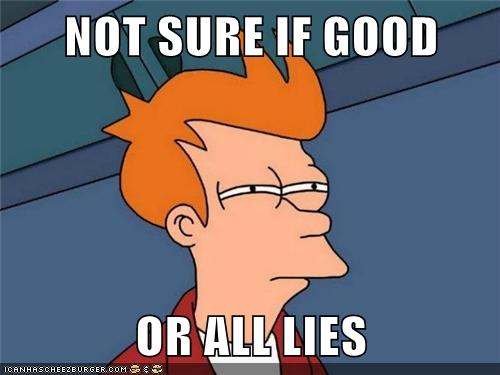 NOT SURE IF GOOD
OR ALL LIES
ICANHASCHEEZBURGER.COM